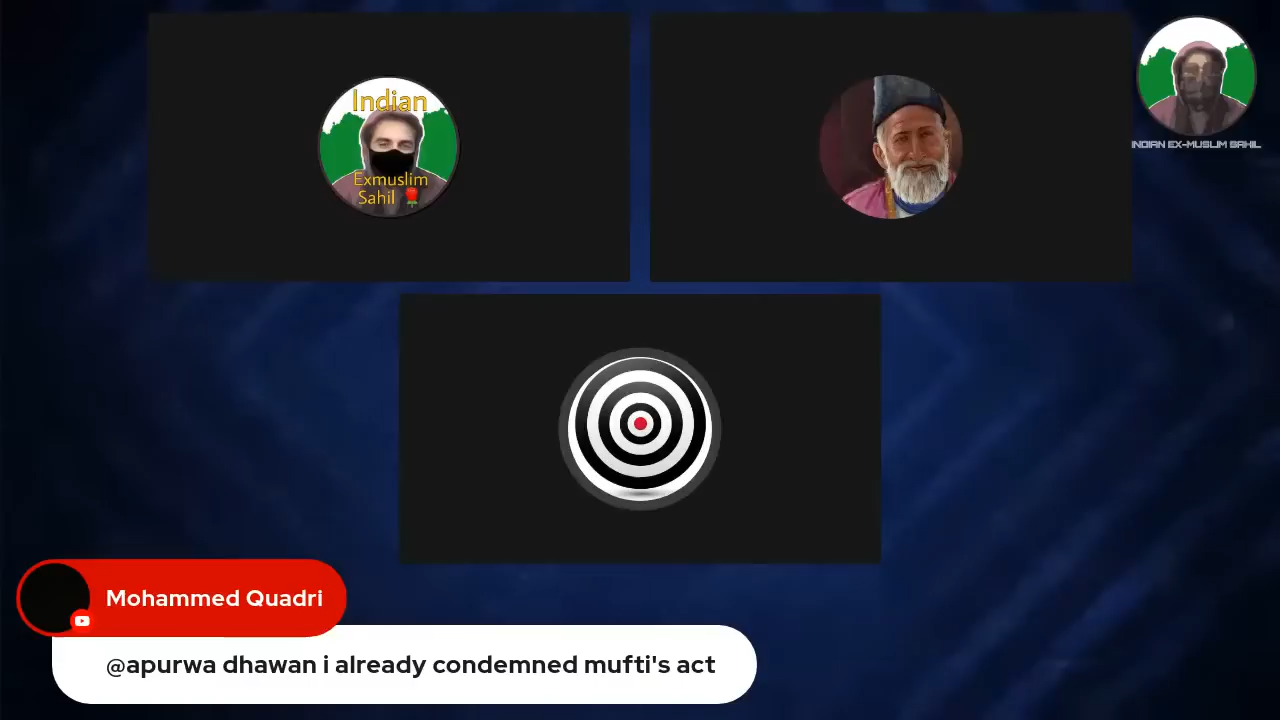 Indian
Exmuslim
Sahil
INDIAN EX-MUSLIM SAHIL
Mohammed Quadri
@apurwa dhawan i already condemned mufti's act